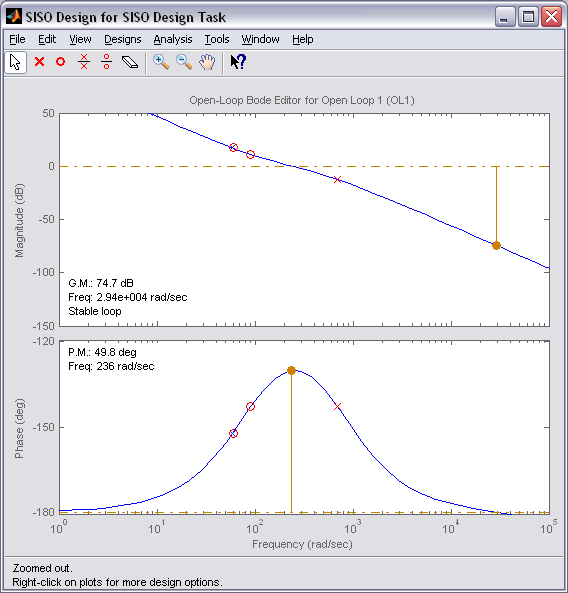 SISO Design for SISO Design Task
File Edit View Designs Analysis Tools Window Help
Open-Loop Bode Editor for Open Loop 1 (OL1)
50
0
-50
-100
-150
Magnitude (dB)
G.M.: 74.7 dB
Freq: 2.94e+004 rad/sec
Stable loop
-120
-150
-180
Phase (deg)
P.M.: 49.8 deg
Freq: 236 rad/sec
10^0 10^1 10^2 10^3 10^4 10^5
Frequency (rad/sec)
Zoomed out.
Right-click on plots for more design options.